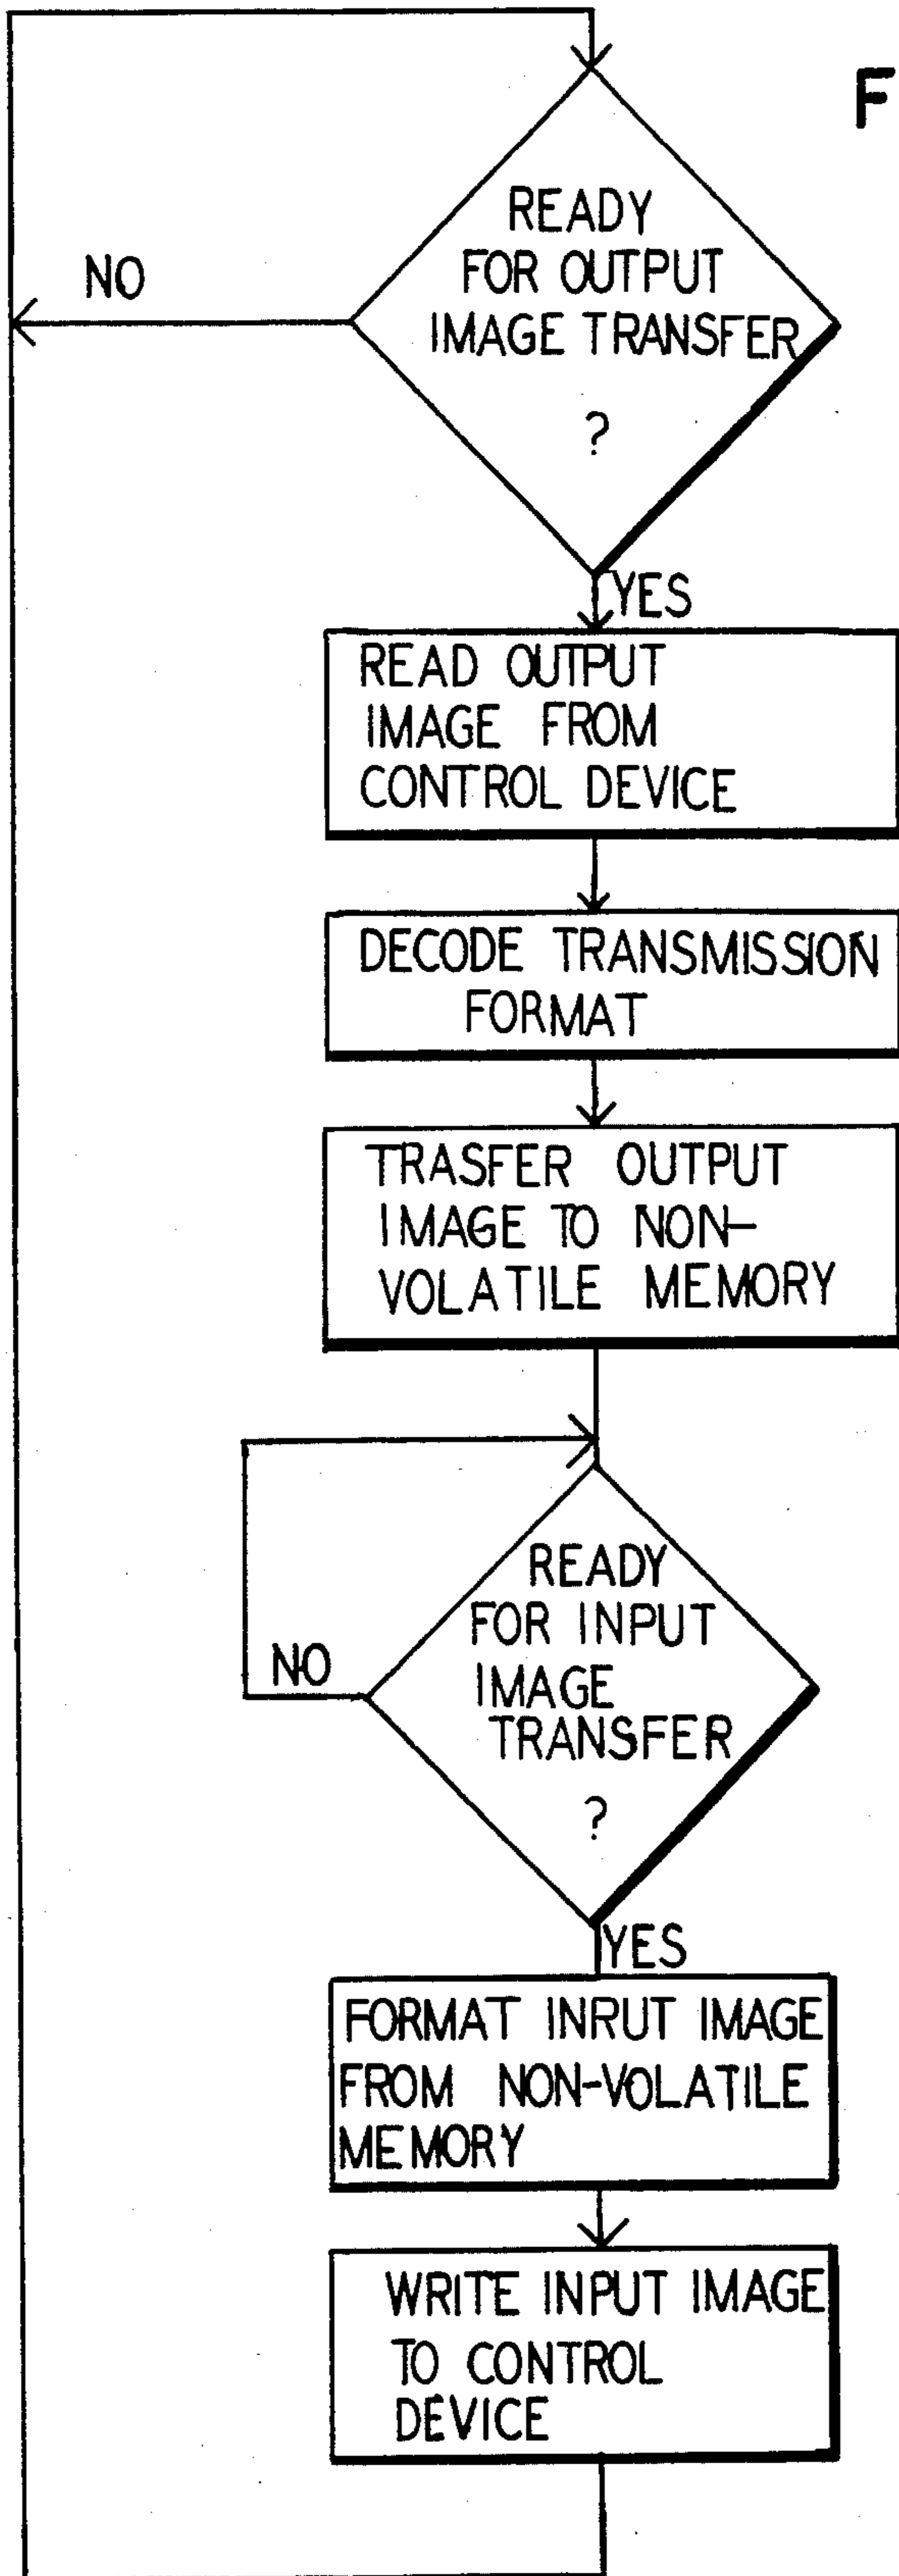 F
READY
FOR OUTPUT
IMAGE TRANSFER
?
NO
YES
READ OUTPUT
IMAGE FROM
CONTROL DEVICE
DECODE TRANSMISSION
FORMAT
TRASFER OUTPUT
IMAGE TO NON-
VOLATILE MEMORY
READY
FOR INPUT
IMAGE
TRANSFER
?
NO
YES
FORMAT INRUT IMAGE
FROM NON-VOLATILE
MEMORY
WRITE INPUT IMAGE
TO CONTROL
DEVICE